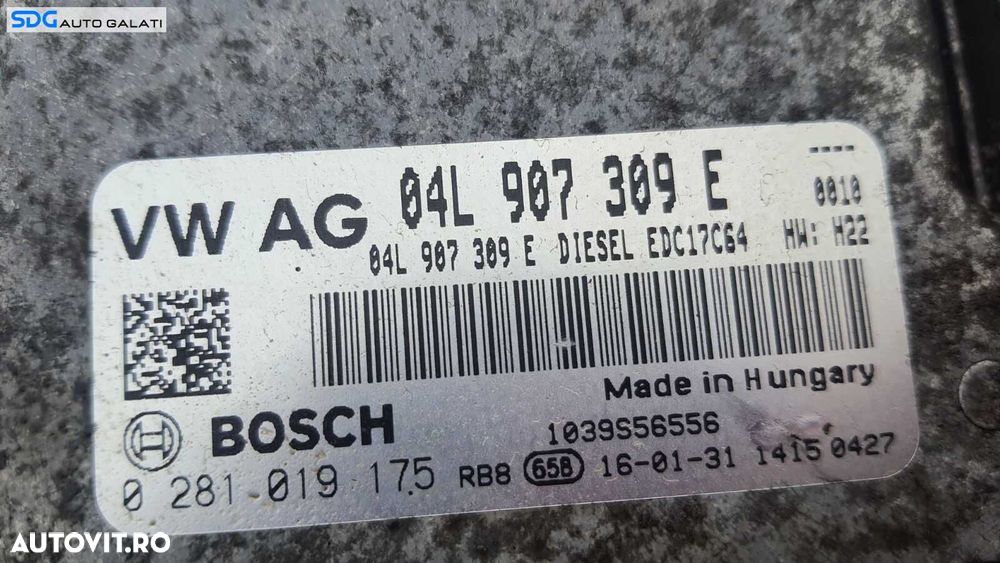 SDG AUTO GALATI
----
VW AG 04L 907 309 E 0010
04L 907 309 E DIESEL EDC17C64 HW: H22
Made in Hungary
BOSCH 1039S56556
0 281 019 175 RB8 658 16-01-31 1415 0427
AUTOVIT.RO